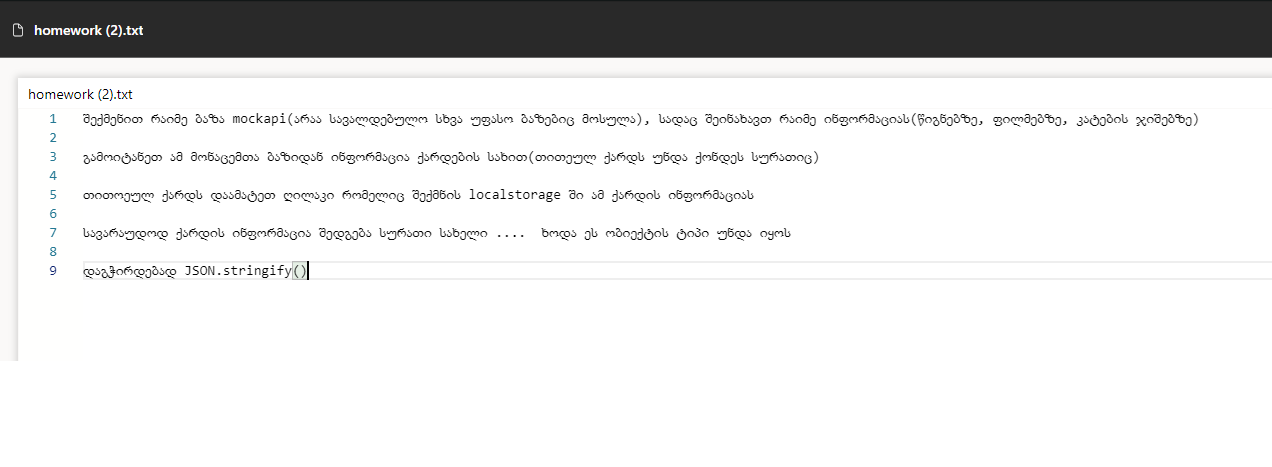 homework (2).txt
homework (2).txt
1 შექმენით რაიმე ბაზა mockapi(არაა სავალდებულო სხვა უფასო ბაზებიც მოსულა), სადაც შეინახავთ რაიმე ინფორმაციას(წიგნებზე, ფილმებზე, კატების ჯიშებზე)
2
3 გამოიტანეთ ამ მონაცემთა ბაზიდან ინფორმაცია ქარდების სახით(თითეულ ქარდს უნდა ქონდეს სურათიც)
4
5 თითოეულ ქარდს დაამატეთ ღილაკი რომელიც შექმნის localstorage ში ამ ქარდის ინფორმაციას
6
7 სავარაუდოდ ქარდის ინფორმაცია შედგება სურათი სახელი .... ხოდა ეს ობიექტის ტიპი უნდა იყოს
8
9 დაგჭირდებად JSON.stringify()